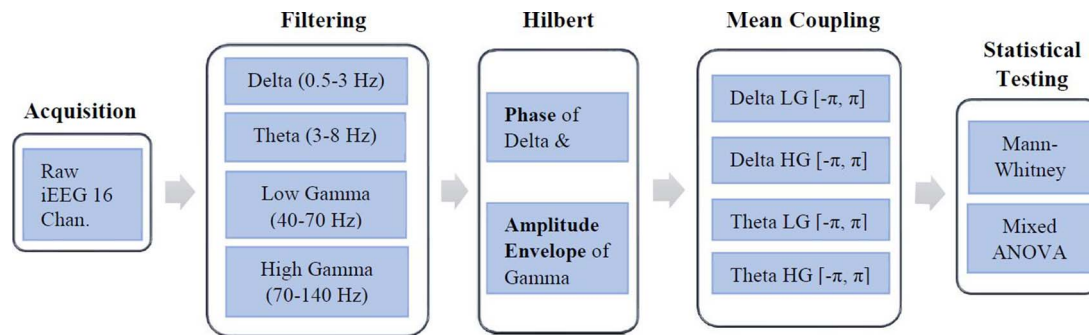 Acquisition
Raw
iEEG 16
Chan.
Filtering
Delta (0.5-3 Hz)
Theta (3-8 Hz)
Low Gamma
(40-70 Hz)
High Gamma
(70-140 Hz)
Hilbert
Phase of
Delta &
Amplitude
Envelope of
Gamma
Mean Coupling
Delta LG [-π, π]
Delta HG [-π, π]
Theta LG [-π, π]
Theta HG [-π, π]
Statistical
Testing
Mann-
Whitney
Mixed
ANOVA